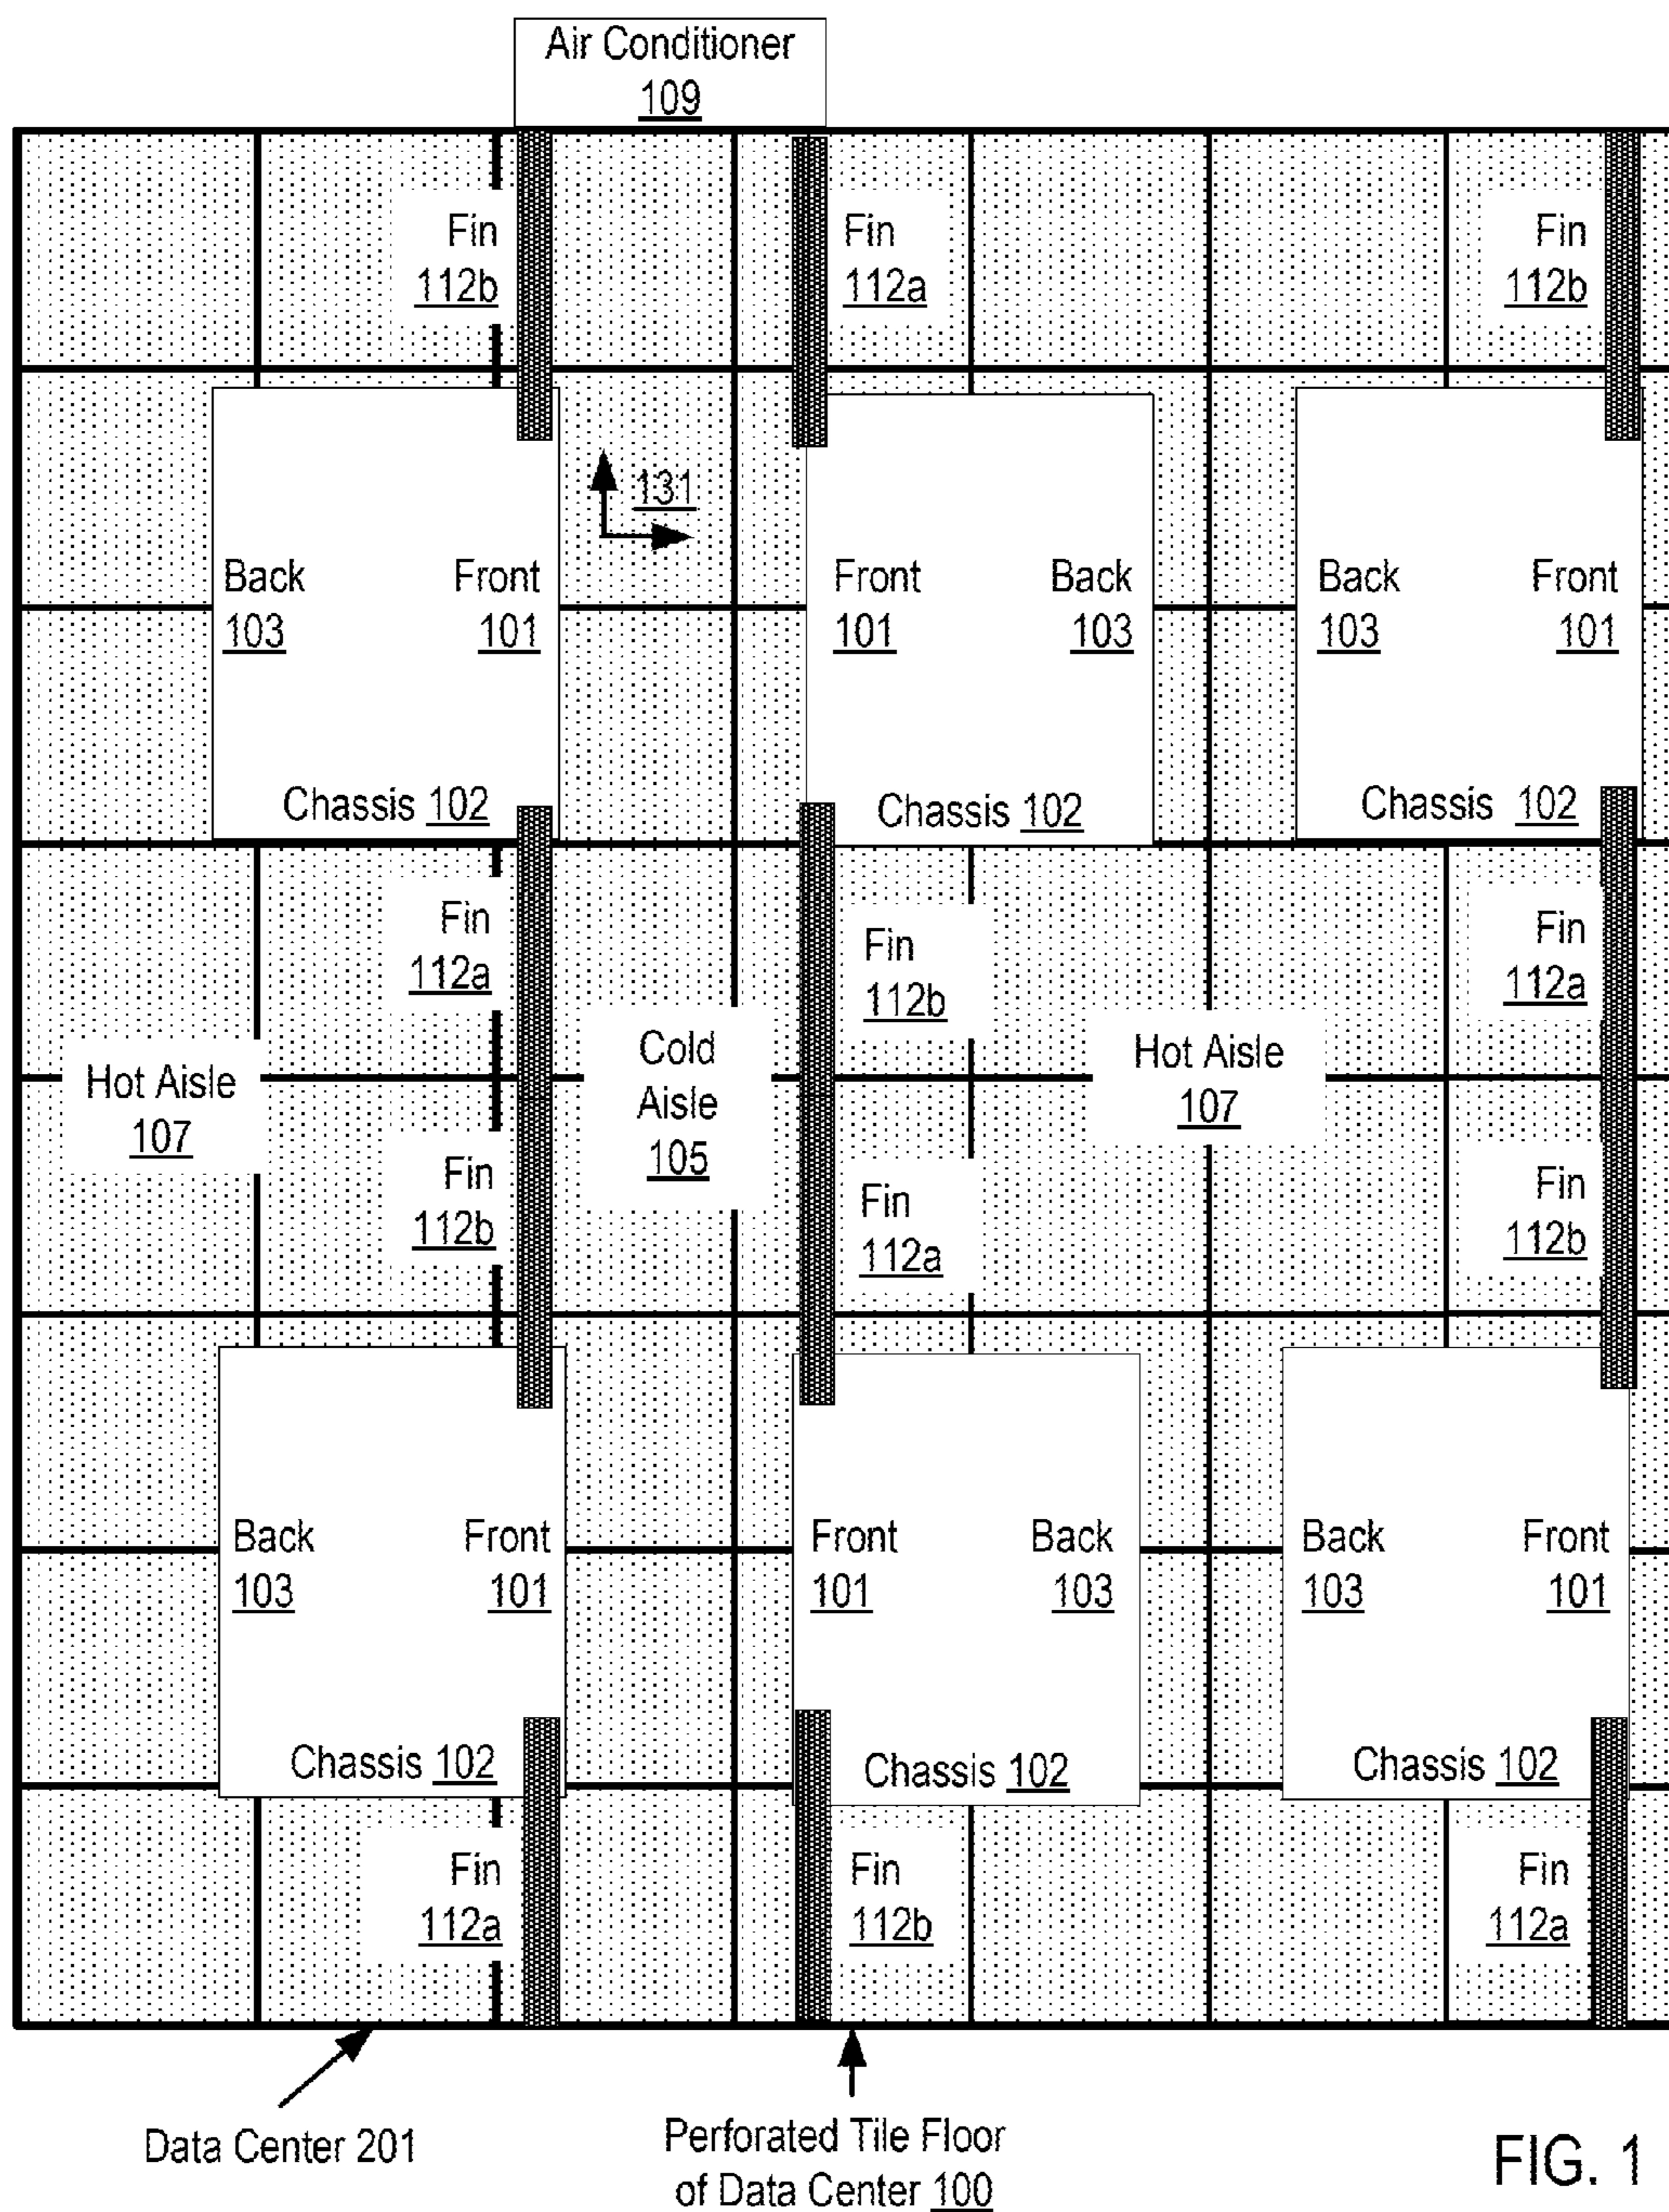 Air Conditioner
109
Fin
112b
Fin
112a
Fin
112b
131
Back
103
Front
101
Front
101
Back
103
Back
103
Front
101
Chassis 102
Chassis 102
Chassis 102
Fin
112a
Fin
112b
Fin
112a
Hot Aisle
107
Cold
Aisle
105
Hot Aisle
107
Fin
112b
Fin
112a
Fin
112b
Back
103
Front
101
Front
101
Back
103
Back
103
Front
101
Chassis 102
Chassis 102
Chassis 102
Fin
112a
Fin
112b
Fin
112a
Data Center 201
Perforated Tile Floor
of Data Center 100
FIG. 1